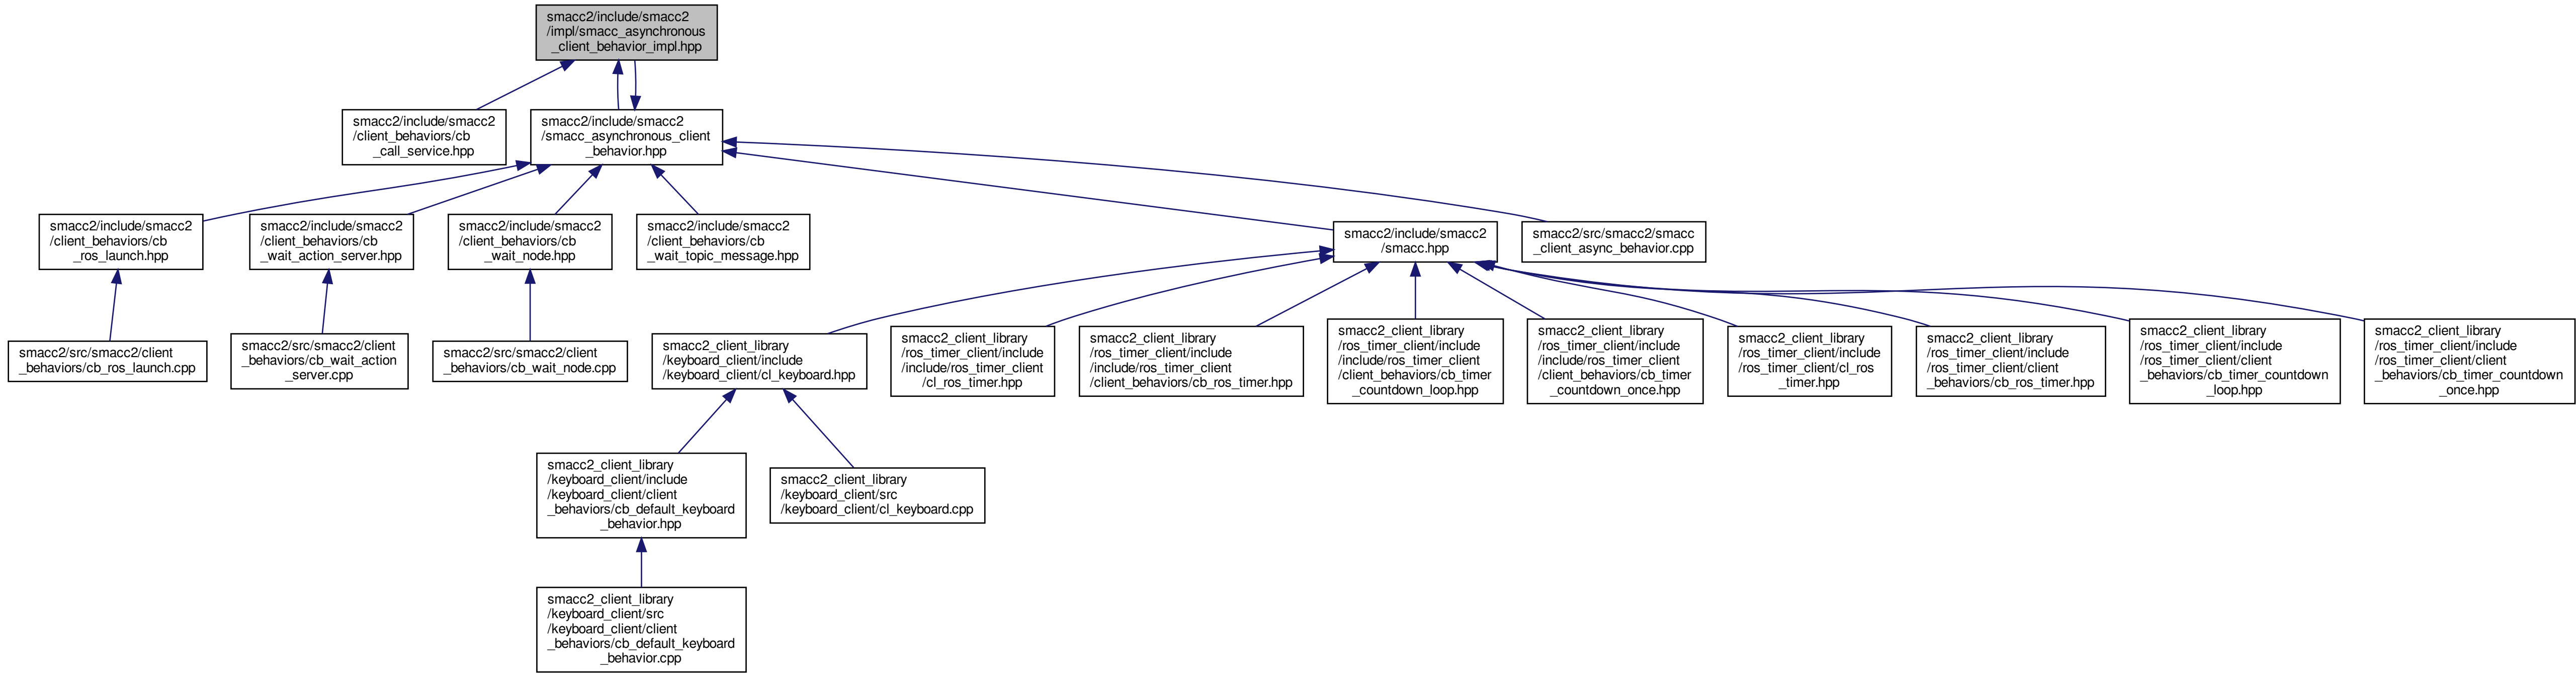 smacc2/include/smacc2
/impl/smacc_asynchronous
_client_behavior_impl.hpp
smacc2/include/smacc2
/client_behaviors/cb
_call_service.hpp
smacc2/include/smacc2
/smacc_asynchronous_client
_behavior.hpp
smacc2/include/smacc2
/client_behaviors/cb
_ros_launch.hpp
smacc2/include/smacc2
/client_behaviors/cb
_wait_action_server.hpp
smacc2/include/smacc2
/client_behaviors/cb
_wait_node.hpp
smacc2/include/smacc2
/client_behaviors/cb
_wait_topic_message.hpp
smacc2/include/smacc2
/smacc.hpp
smacc2/src/smacc2/smacc
_client_async_behavior.cpp
smacc2/src/smacc2/client
_behaviors/cb_ros_launch.cpp
smacc2/src/smacc2/client
_behaviors/cb_wait_action
_server.cpp
smacc2/src/smacc2/client
_behaviors/cb_wait_node.cpp
smacc2_client_library
/keyboard_client/include
/keyboard_client/cl_keyboard.hpp
smacc2_client_library
/ros_timer_client/include
/include/ros_timer_client
/cl_ros_timer.hpp
smacc2_client_library
/ros_timer_client/include
/include/ros_timer_client
/client_behaviors/cb_ros_timer.hpp
smacc2_client_library
/ros_timer_client/include
/include/ros_timer_client
/client_behaviors/cb_timer
_countdown_loop.hpp
smacc2_client_library
/ros_timer_client/include
/include/ros_timer_client
/client_behaviors/cb_timer
_countdown_once.hpp
smacc2_client_library
/ros_timer_client/include
/ros_timer_client/cl_ros
_timer.hpp
smacc2_client_library
/ros_timer_client/include
/ros_timer_client/client
_behaviors/cb_ros_timer.hpp
smacc2_client_library
/ros_timer_client/include
/ros_timer_client/client
_behaviors/cb_timer_countdown
_loop.hpp
smacc2_client_library
/ros_timer_client/include
/ros_timer_client/client
_behaviors/cb_timer_countdown
_once.hpp
smacc2_client_library
/keyboard_client/include
/keyboard_client/client
_behaviors/cb_default_keyboard
_behavior.hpp
smacc2_client_library
/keyboard_client/src
/keyboard_client/cl_keyboard.cpp
smacc2_client_library
/keyboard_client/src
/keyboard_client/client
_behaviors/cb_default_keyboard
_behavior.cpp